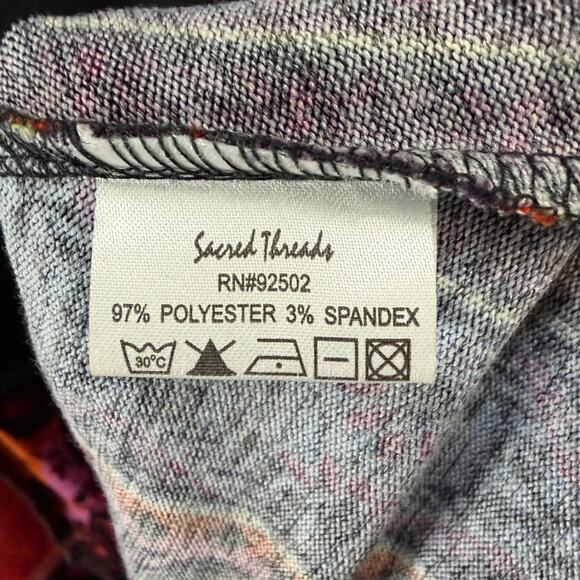 Sacred Threads
RN#92502
97% POLYESTER 3% SPANDEX
30°C